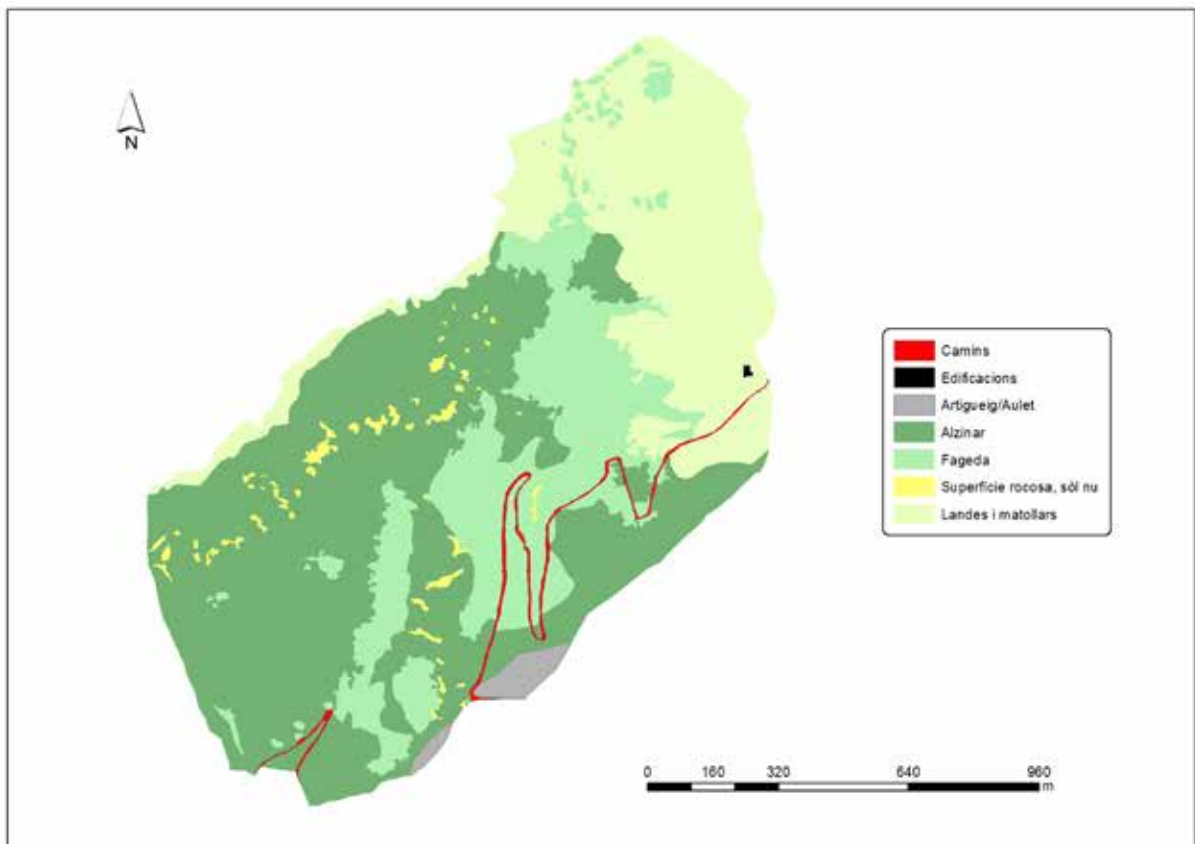 N
Camins
Edificacions
Artigueig/Aulet
Alzinar
Fageda
Superfície rocosa, sòl nu
Landes i matollars
0 160 320 640 960
m